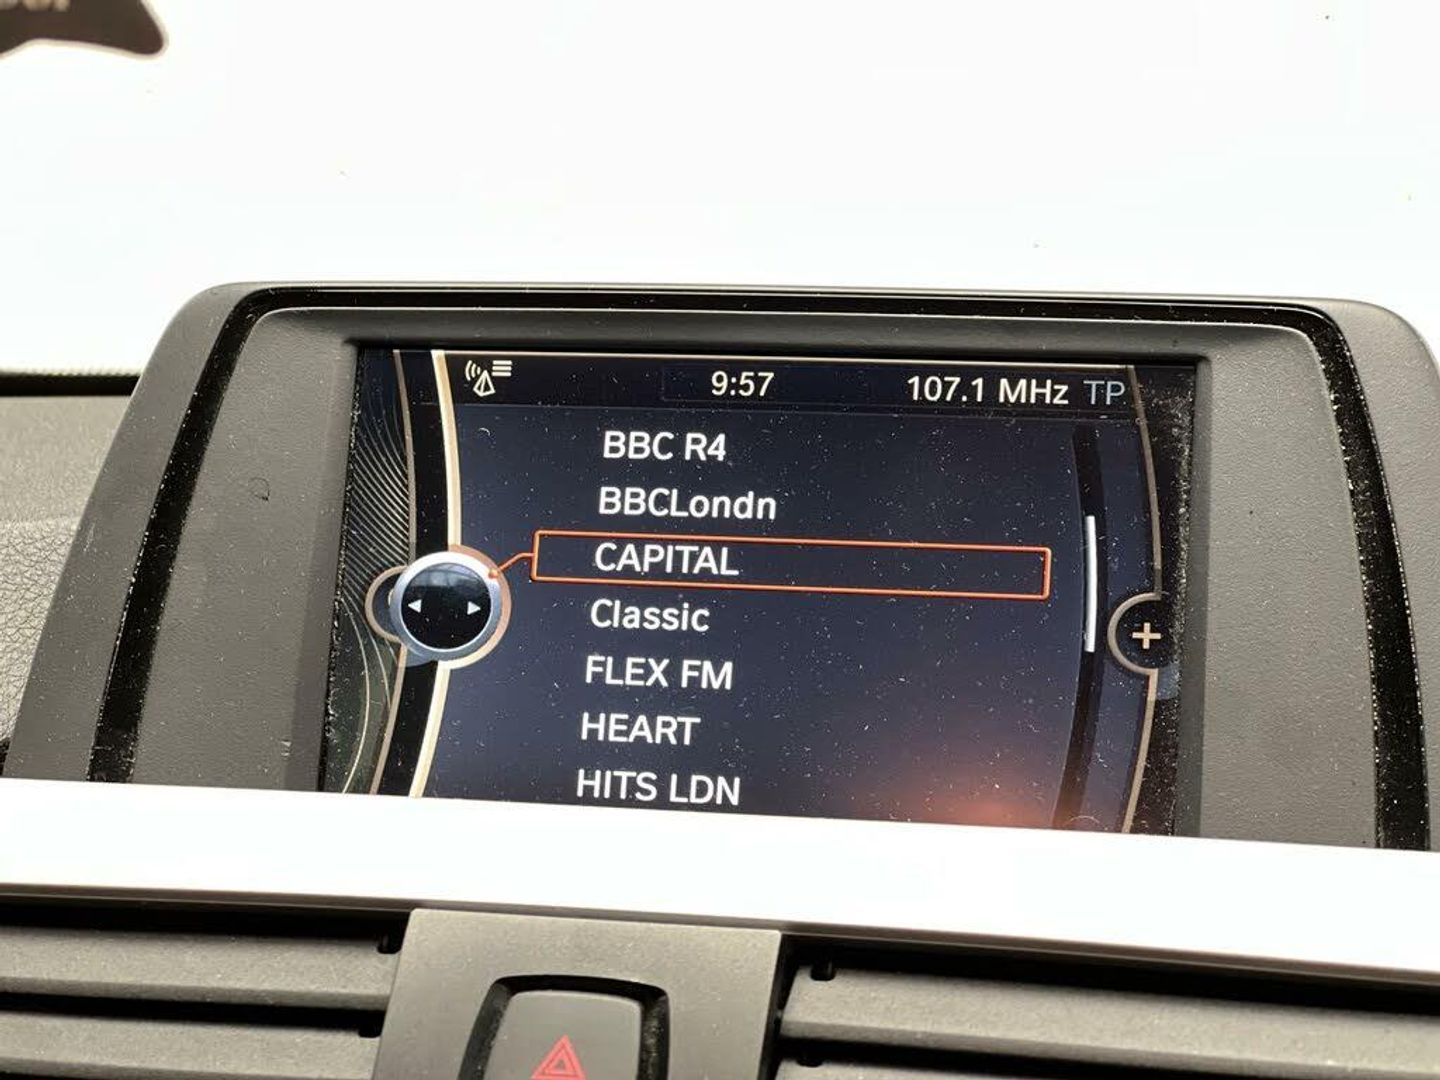 9:57 107.1 MHz TP
BBC R4
BBCLondn
CAPITAL
Classic
FLEX FM
HEART
HITS LDN